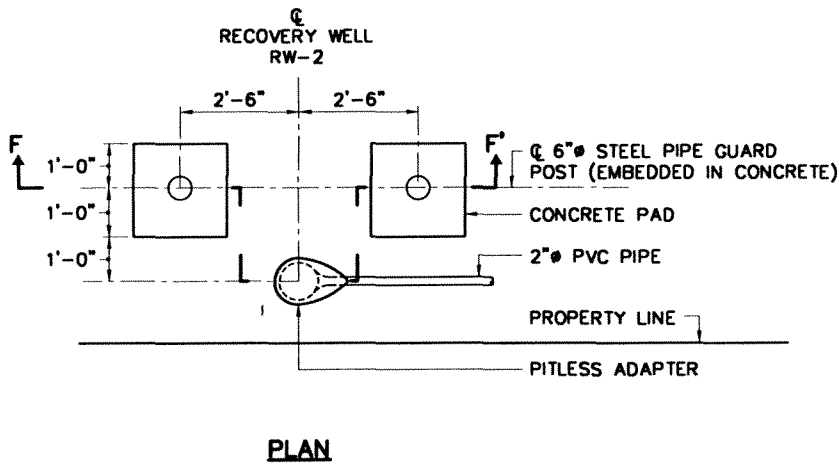 ℄
RECOVERY WELL
RW-2
2'-6" 2'-6"
F F'
1'-0"
1'-0"
1'-0"
℄ 6"ø STEEL PIPE GUARD
POST (EMBEDDED IN CONCRETE)
CONCRETE PAD
2"ø PVC PIPE
PROPERTY LINE
PITLESS ADAPTER
PLAN